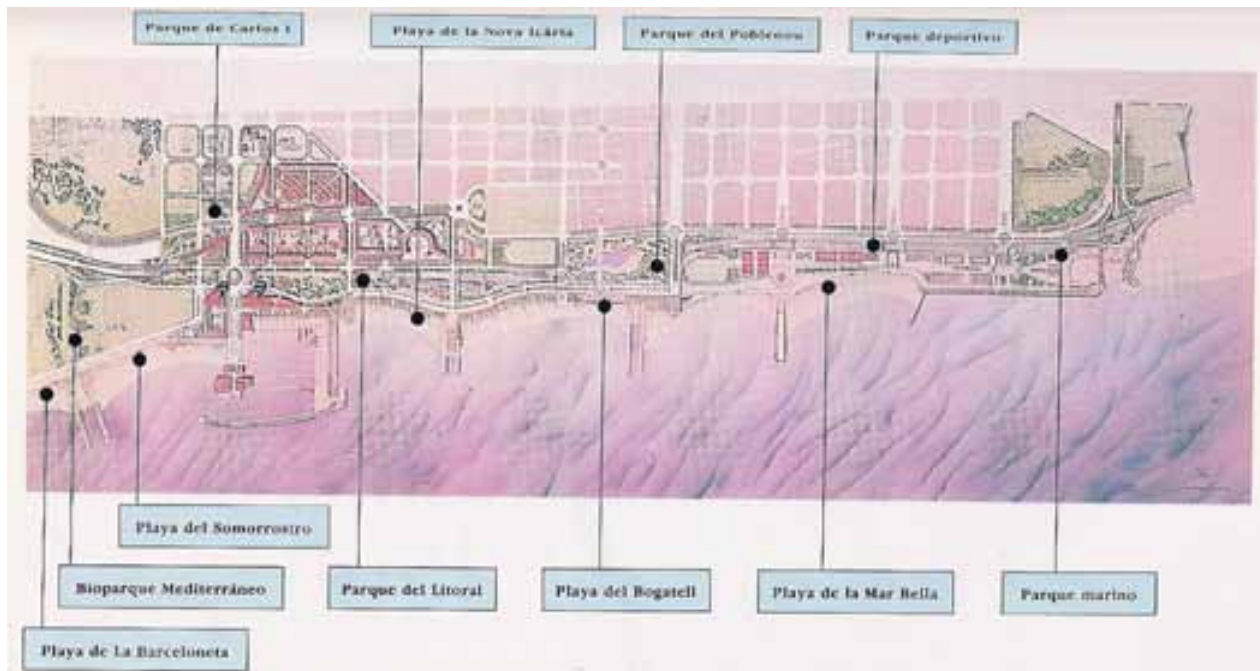 Parque de Carlos I
Playa de la Nova Icária
Parque del Poblenou
Parque deportivo
Playa del Somorrostro
Bioparque Mediterráneo
Parque del Litoral
Playa del Bogatell
Playa de la Mar Bella
Parque marino
Playa de La Barceloneta